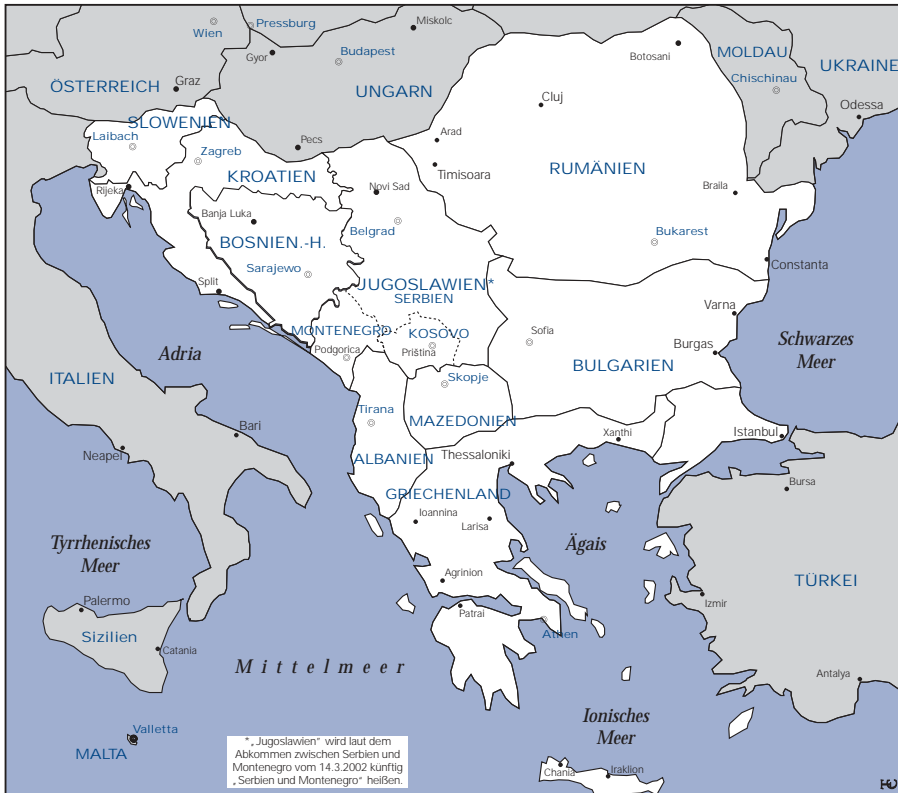 Wien
Pressburg
Miskolc
Gyor
Budapest
Botosani
MOLDAU
UKRAINE
Chischinau
ÖSTERREICH
Graz
UNGARN
Cluj
Odessa
SLOWENIEN
Laibach
Zagreb
Pecs
Arad
KROATIEN
Timisoara
RUMÄNIEN
Rijeka
Novi Sad
Braila
Banja Luka
Belgrad
BOSNIEN.-H.
Bukarest
Sarajewo
Constanta
Split
JUGOSLAWIEN*
SERBIEN
Varna
MONTENEGRO
KOSOVO
Sofia
Schwarzes
Meer
Adria
Podgorica
Priština
Burgas
BULGARIEN
ITALIEN
Skopje
Tirana
MAZEDONIEN
Bari
Xanthi
Istanbul
Neapel
ALBANIEN
Thessaloniki
Bursa
GRIECHENLAND
Ioannina
Larisa
Tyrrhenisches
Meer
Ägais
Agrinion
TÜRKEI
Palermo
Patrai
Izmir
Sizilien
Athen
Catania
Mittelmeer
Antalya
Ionisches
Meer
Valletta
MALTA
*„Jugoslawien“ wird laut dem
Abkommen zwischen Serbien und
Montenegro vom 14.3.2002 künftig
„Serbien und Montenegro“ heißen.
Chania
Iraklion